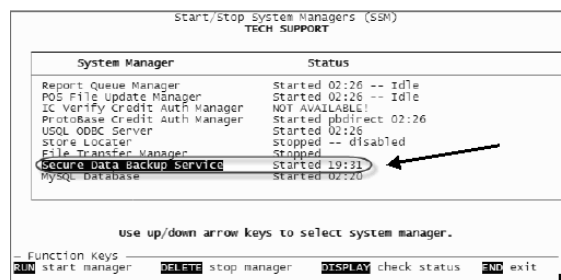 Start/Stop System Managers (SSM)
TECH SUPPORT
System Manager Status
Report Queue Manager Started 02:26 -- Idle
POS File Update Manager Started 02:26 -- Idle
IC Verify Credit Auth Manager NOT AVAILABLE!
ProtoBase Credit Auth Manager Started pbdirect 02:26
USQL ODBC Server Started 02:26
Store Locater Stopped -- disabled
File Transfer Manager Stopped
Secure Data Backup Service Started 19:31
MySQL Database Started 02:20
Use up/down arrow keys to select system manager.
Function Keys
RUN start manager DELETE stop manager DISPLAY check status END exit